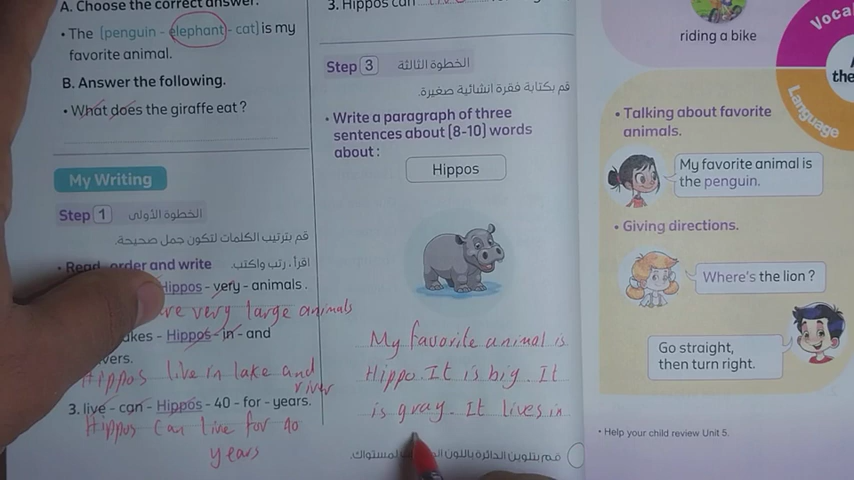 A. Choose the correct answer.
• The (penguin - elephant - cat) is my
favorite animal.
B. Answer the following.
• What does the giraffe eat ?
My Writing
Step 1 الخطوة الأولى
قم بترتيب الكلمات لتكون جمل صحيحة.
• Read, order and write اقرأ، رتب واكتب.
Hippos - very - animals.
are very large animals
akes - Hippos - in - and
vers.
Hippos live in lake and
river
3. live - can - Hippos - 40 - for - years.
Hippos Can live for 40
years
3. Hippos can live
Step 3 الخطوة الثالثة
قم بكتابة فقرة انشائية صغيرة.
• Write a paragraph of three
sentences about (8-10) words
about :
Hippos
My favorite animal is
Hippo. It is big. It
is gray. It lives in
قم بتلوين الدائرة باللون لمستواك.
riding a bike
Voca
A
the
Language
• Talking about favorite
animals.
My favorite animal is
the penguin.
• Giving directions.
Where's the lion ?
Go straight,
then turn right.
• Help your child review Unit 5.